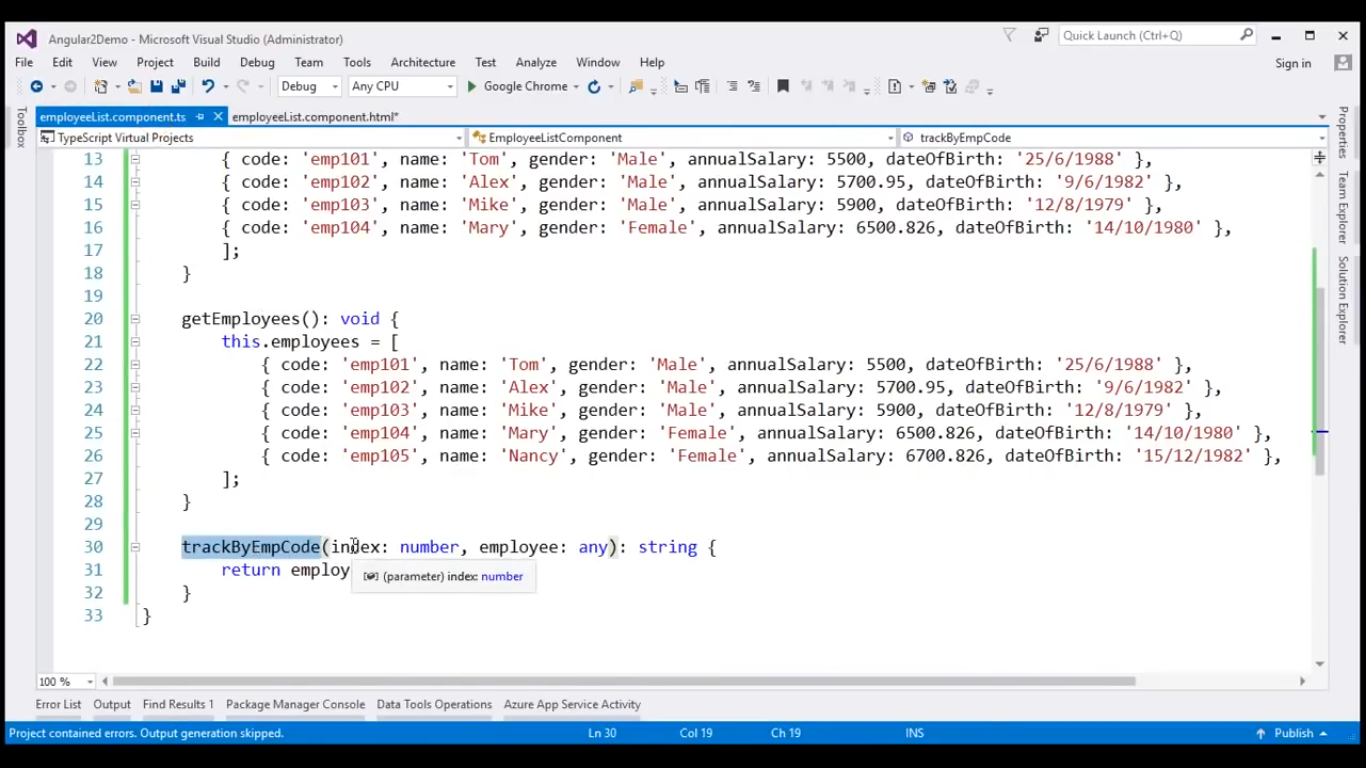 Angular2Demo - Microsoft Visual Studio (Administrator)
Quick Launch (Ctrl+Q)
File Edit View Project Build Debug Team Tools Architecture Test Analyze Window Help
Sign in
Debug Any CPU Google Chrome
employeeList.component.ts employeeList.component.html*
TypeScript Virtual Projects EmployeeListComponent trackByEmpCode
Toolbox
Properties
Team Explorer
Solution Explorer
13 { code: 'emp101', name: 'Tom', gender: 'Male', annualSalary: 5500, dateOfBirth: '25/6/1988' },
14 { code: 'emp102', name: 'Alex', gender: 'Male', annualSalary: 5700.95, dateOfBirth: '9/6/1982' },
15 { code: 'emp103', name: 'Mike', gender: 'Male', annualSalary: 5900, dateOfBirth: '12/8/1979' },
16 { code: 'emp104', name: 'Mary', gender: 'Female', annualSalary: 6500.826, dateOfBirth: '14/10/1980' },
17 ];
18 }
19
20 getEmployees(): void {
21 this.employees = [
22 { code: 'emp101', name: 'Tom', gender: 'Male', annualSalary: 5500, dateOfBirth: '25/6/1988' },
23 { code: 'emp102', name: 'Alex', gender: 'Male', annualSalary: 5700.95, dateOfBirth: '9/6/1982' },
24 { code: 'emp103', name: 'Mike', gender: 'Male', annualSalary: 5900, dateOfBirth: '12/8/1979' },
25 { code: 'emp104', name: 'Mary', gender: 'Female', annualSalary: 6500.826, dateOfBirth: '14/10/1980' },
26 { code: 'emp105', name: 'Nancy', gender: 'Female', annualSalary: 6700.826, dateOfBirth: '15/12/1982' },
27 ];
28 }
29
30 trackByEmpCode(index: number, employee: any): string {
31 return employ
(parameter) index: number
32 }
33 }
100 %
Error List Output Find Results 1 Package Manager Console Data Tools Operations Azure App Service Activity
Project contained errors. Output generation skipped. Ln 30 Col 19 Ch 19 INS Publish